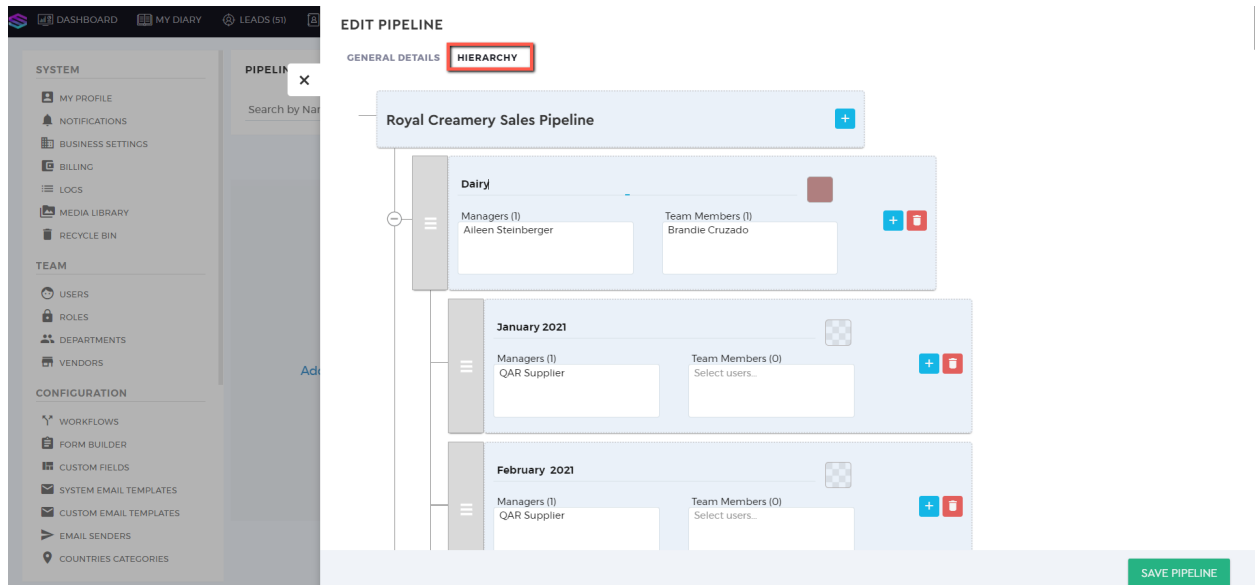 DASHBOARD
MY DIARY
LEADS (51)
EDIT PIPELINE
GENERAL DETAILS
HIERARCHY
SYSTEM
MY PROFILE
NOTIFICATIONS
BUSINESS SETTINGS
BILLING
LOGS
MEDIA LIBRARY
RECYCLE BIN
TEAM
USERS
ROLES
DEPARTMENTS
VENDORS
CONFIGURATION
WORKFLOWS
FORM BUILDER
CUSTOM FIELDS
SYSTEM EMAIL TEMPLATES
CUSTOM EMAIL TEMPLATES
EMAIL SENDERS
COUNTRIES CATEGORIES
Search by
Royal Creamery Sales Pipeline
Dairy
Managers (1)
Aileen Steinberger
Team Members (1)
Brandie Cruzado
January 2021
Managers (1)
QAR Supplier
Team Members (0)
Select users...
February 2021
Managers (1)
QAR Supplier
Team Members (0)
Select users...
SAVE PIPELINE